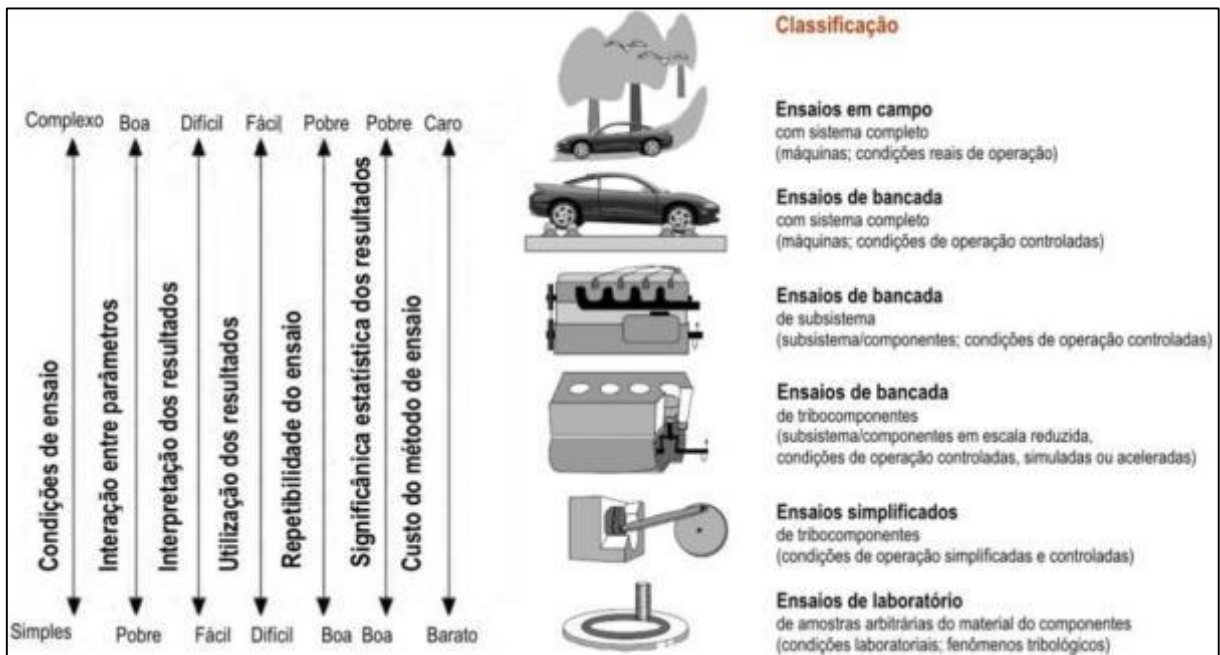 Classificação
Complexo Boa Difícil Fácil Pobre Pobre Caro
Condições de ensaio
Interação entre parâmetros
Interpretação dos resultados
Utilização dos resultados
Repetibilidade do ensaio
Significânica estatística dos resultados
Custo do método de ensaio
Simples Pobre Fácil Difícil Boa Boa Barato
Ensaios em campo
com sistema completo
(máquinas; condições reais de operação)
Ensaios de bancada
com sistema completo
(máquinas; condições de operação controladas)
Ensaios de bancada
de subsistema
(subsistema/componentes; condições de operação controladas)
Ensaios de bancada
de tribocomponentes
(subsistema/componentes em escala reduzida,
condições de operação controladas, simuladas ou aceleradas)
Ensaios simplificados
de tribocomponentes
(condições de operação simplificadas e controladas)
Ensaios de laboratório
de amostras arbitrárias do material do componentes
(condições laboratoriais; fenômenos tribológicos)